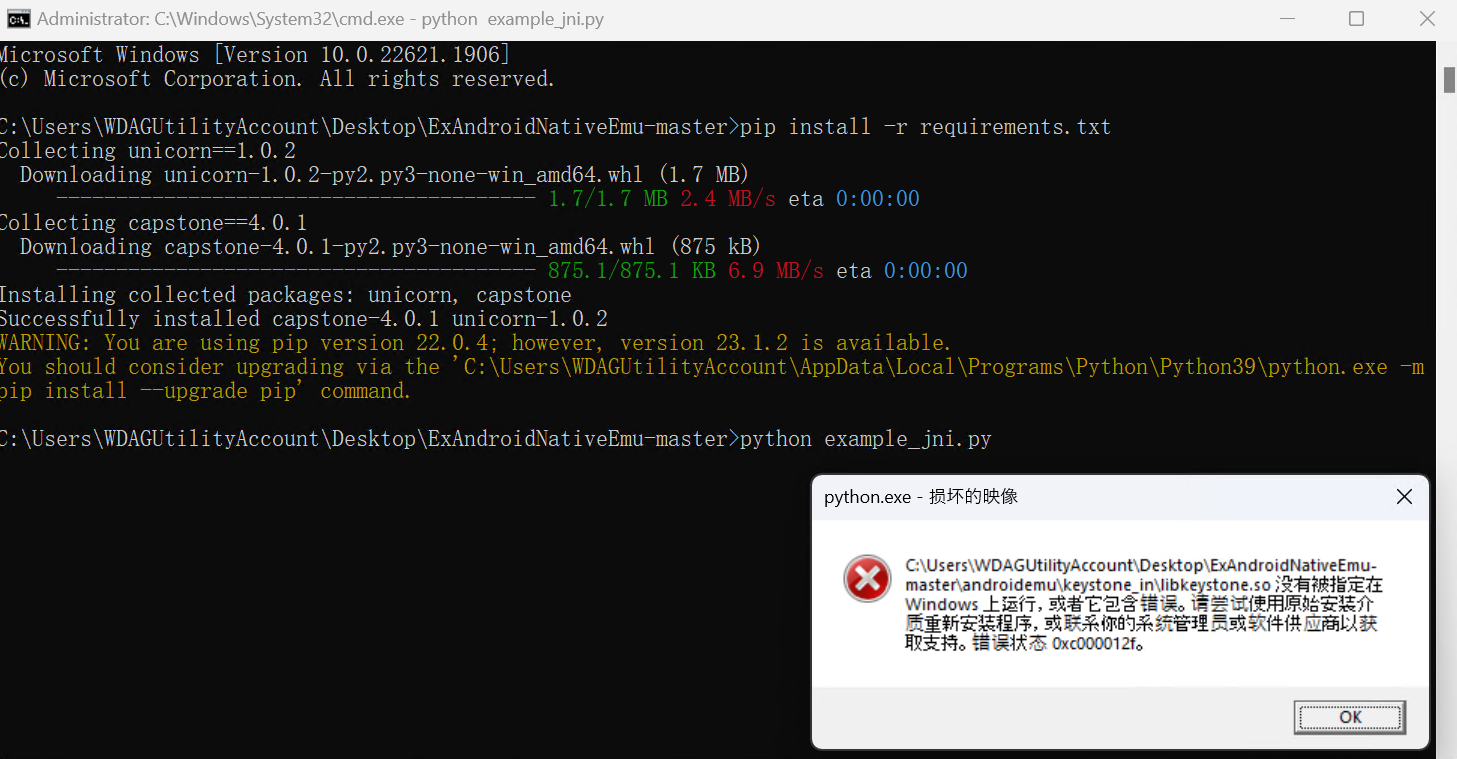 Administrator: C:\Windows\System32\cmd.exe - python  example_jni.py
Microsoft Windows [Version 10.0.22621.1906]
(c) Microsoft Corporation. All rights reserved.
C:\Users\WDAGUtilityAccount\Desktop\ExAndroidNativeEmu-master>pip install -r requirements.txt
Collecting unicorn==1.0.2
  Downloading unicorn-1.0.2-py2.py3-none-win_amd64.whl (1.7 MB)
     ---------------------------------------- 1.7/1.7 MB 2.4 MB/s eta 0:00:00
Collecting capstone==4.0.1
  Downloading capstone-4.0.1-py2.py3-none-win_amd64.whl (875 kB)
     ---------------------------------------- 875.1/875.1 KB 6.9 MB/s eta 0:00:00
Installing collected packages: unicorn, capstone
Successfully installed capstone-4.0.1 unicorn-1.0.2
WARNING: You are using pip version 22.0.4; however, version 23.1.2 is available.
You should consider upgrading via the 'C:\Users\WDAGUtilityAccount\AppData\Local\Programs\Python\Python39\python.exe -m
pip install --upgrade pip' command.
C:\Users\WDAGUtilityAccount\Desktop\ExAndroidNativeEmu-master>python example_jni.py
python.exe - 损坏的映像
C:\Users\WDAGUtilityAccount\Desktop\ExAndroidNativeEmu-
master\androidemu\keystone_in\libkeystone.so 没有被指定在
Windows 上运行, 或者它包含错误。请尝试使用原始安装介
质重新安装程序, 或联系你的系统管理员或软件供应商以获
取支持。错误状态 0xc000012f。
OK